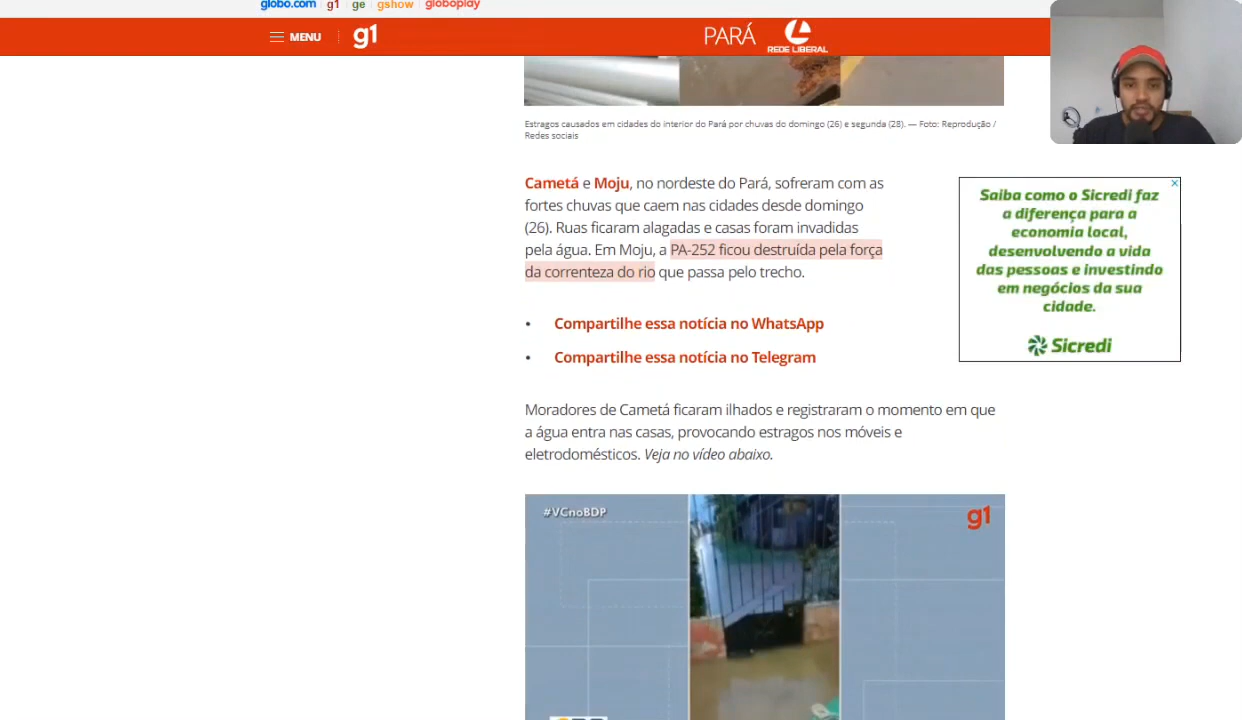 globo.com g1 ge gshow globoplay
MENU g1 PARÁ REDE LIBERAL
Estragos causados em cidades do interior do Pará por chuvas do domingo (26) e segunda (28). — Foto: Reprodução /
Redes sociais
Cametá e Moju, no nordeste do Pará, sofreram com as
fortes chuvas que caem nas cidades desde domingo
(26). Ruas ficaram alagadas e casas foram invadidas
pela água. Em Moju, a PA-252 ficou destruída pela força
da correnteza do rio que passa pelo trecho.
• Compartilhe essa notícia no WhatsApp
• Compartilhe essa notícia no Telegram
Saiba como o Sicredi faz
a diferença para a
economia local,
desenvolvendo a vida
das pessoas e investindo
em negócios da sua
cidade.
Sicredi
Moradores de Cametá ficaram ilhados e registraram o momento em que
a água entra nas casas, provocando estragos nos móveis e
eletrodomésticos. Veja no vídeo abaixo.
#VCnoBDP
g1